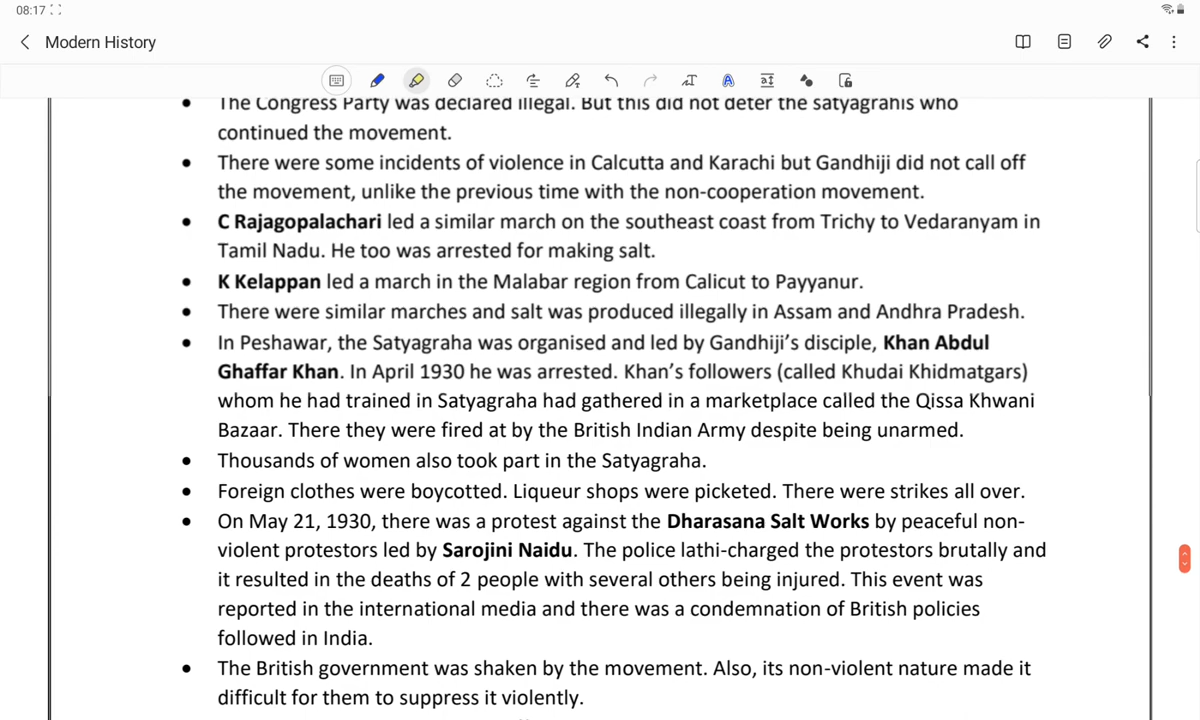 08:17
Modern History
The Congress Party was declared illegal. But this did not deter the satyagrahis who
continued the movement.
There were some incidents of violence in Calcutta and Karachi but Gandhiji did not call off
the movement, unlike the previous time with the non-cooperation movement.
C Rajagopalachari led a similar march on the southeast coast from Trichy to Vedaranyam in
Tamil Nadu. He too was arrested for making salt.
K Kelappan led a march in the Malabar region from Calicut to Payyanur.
There were similar marches and salt was produced illegally in Assam and Andhra Pradesh.
In Peshawar, the Satyagraha was organised and led by Gandhiji's disciple, Khan Abdul
Ghaffar Khan. In April 1930 he was arrested. Khan's followers (called Khudai Khidmatgars)
whom he had trained in Satyagraha had gathered in a marketplace called the Qissa Khwani
Bazaar. There they were fired at by the British Indian Army despite being unarmed.
Thousands of women also took part in the Satyagraha.
Foreign clothes were boycotted. Liqueur shops were picketed. There were strikes all over.
On May 21, 1930, there was a protest against the Dharasana Salt Works by peaceful non-
violent protestors led by Sarojini Naidu. The police lathi-charged the protestors brutally and
it resulted in the deaths of 2 people with several others being injured. This event was
reported in the international media and there was a condemnation of British policies
followed in India.
The British government was shaken by the movement. Also, its non-violent nature made it
difficult for them to suppress it violently.